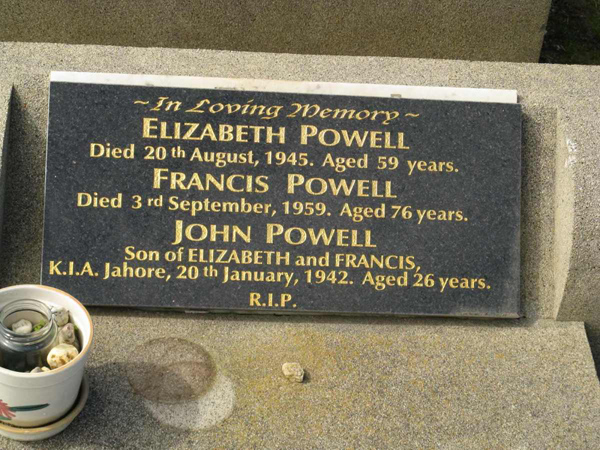 ~In Loving Memory~
ELIZABETH POWELL
Died 20th August, 1945. Aged 59 years.
FRANCIS POWELL
Died 3rd September, 1959. Aged 76 years.
JOHN POWELL
Son of ELIZABETH and FRANCIS,
K.I.A. Jahore, 20th January, 1942. Aged 26 years.
R.I.P.